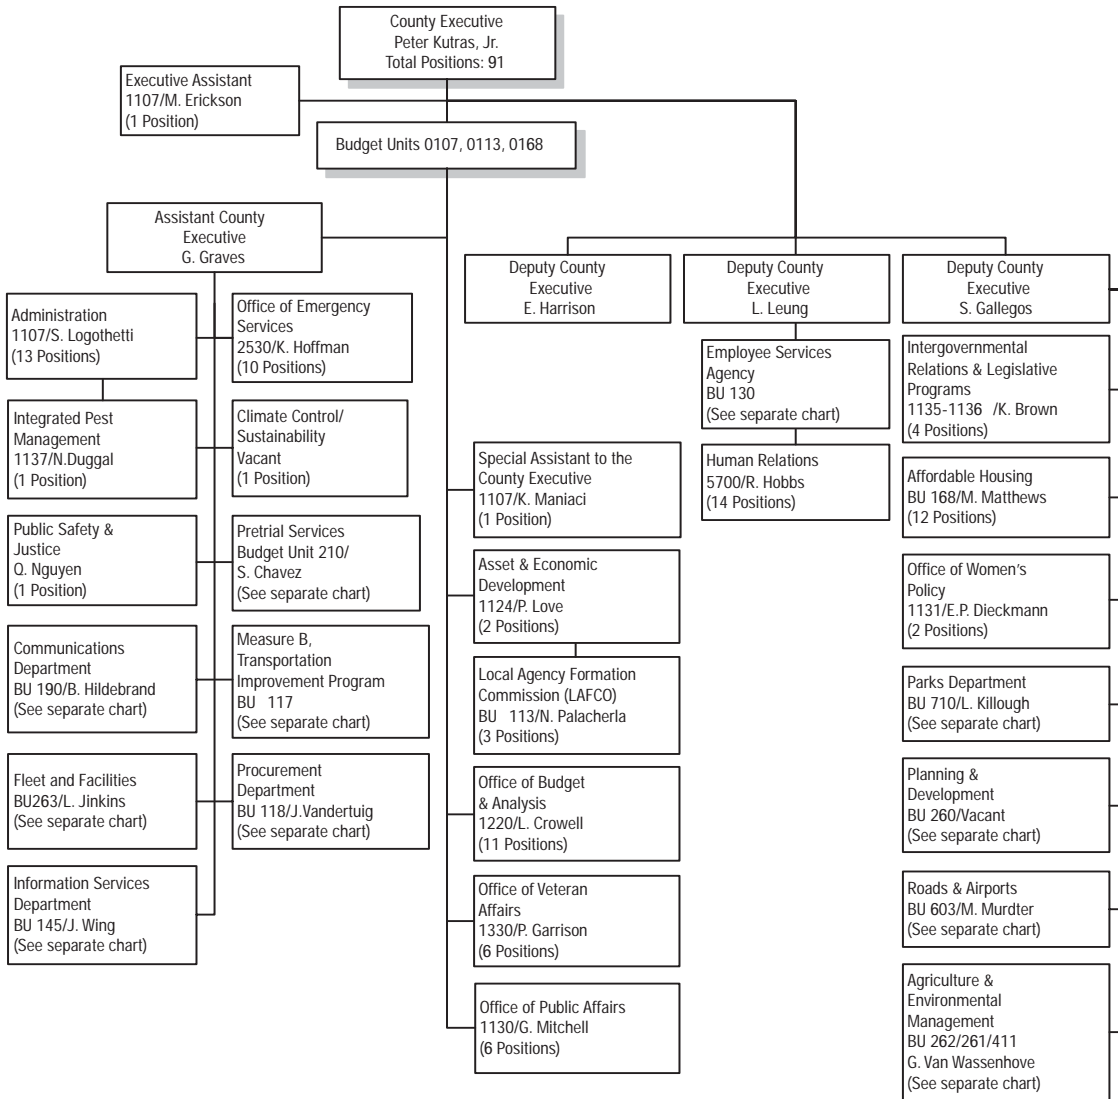 County Executive
Peter Kutras, Jr.
Total Positions: 91
Executive Assistant
1107/M. Erickson
(1 Position)
Budget Units 0107, 0113, 0168
Assistant County
Executive
G. Graves
Deputy County
Executive
E. Harrison
Deputy County
Executive
L. Leung
Deputy County
Executive
S. Gallegos
Administration
1107/S. Logothetti
(13 Positions)
Office of Emergency
Services
2530/K. Hoffman
(10 Positions)
Integrated Pest
Management
1137/N.Duggal
(1 Position)
Climate Control/
Sustainability
Vacant
(1 Position)
Public Safety &
Justice
Q. Nguyen
(1 Position)
Pretrial Services
Budget Unit 210/
S. Chavez
(See separate chart)
Communications
Department
BU 190/B. Hildebrand
(See separate chart)
Measure B,
Transportation
Improvement Program
BU 117
(See separate chart)
Fleet and Facilities
BU263/L. Jinkins
(See separate chart)
Procurement
Department
BU 118/J.Vandertuig
(See separate chart)
Information Services
Department
BU 145/J. Wing
(See separate chart)
Special Assistant to the
County Executive
1107/K. Maniaci
(1 Position)
Asset & Economic
Development
1124/P. Love
(2 Positions)
Local Agency Formation
Commission (LAFCO)
BU 113/N. Palacherla
(3 Positions)
Office of Budget
& Analysis
1220/L. Crowell
(11 Positions)
Office of Veteran
Affairs
1330/P. Garrison
(6 Positions)
Office of Public Affairs
1130/G. Mitchell
(6 Positions)
Employee Services
Agency
BU 130
(See separate chart)
Human Relations
5700/R. Hobbs
(14 Positions)
Intergovernmental
Relations & Legislative
Programs
1135-1136 /K. Brown
(4 Positions)
Affordable Housing
BU 168/M. Matthews
(12 Positions)
Office of Women's
Policy
1131/E.P. Dieckmann
(2 Positions)
Parks Department
BU 710/L. Killough
(See separate chart)
Planning &
Development
BU 260/Vacant
(See separate chart)
Roads & Airports
BU 603/M. Murdter
(See separate chart)
Agriculture &
Environmental
Management
BU 262/261/411
G. Van Wassenhove
(See separate chart)